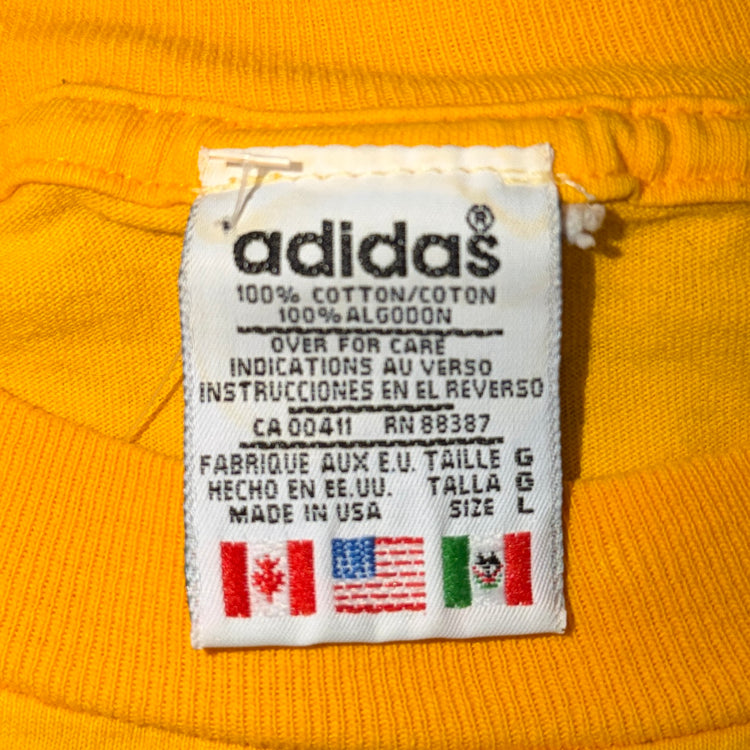 adidas®
100% COTTON/COTON
100% ALGODON
OVER FOR CARE
INDICATIONS AU VERSO
INSTRUCCIONES EN EL REVERSO
CA 00411 RN 88387
FABRIQUE AUX E.U. TAILLE G
HECHO EN EE.UU. TALLA G
MADE IN USA SIZE L